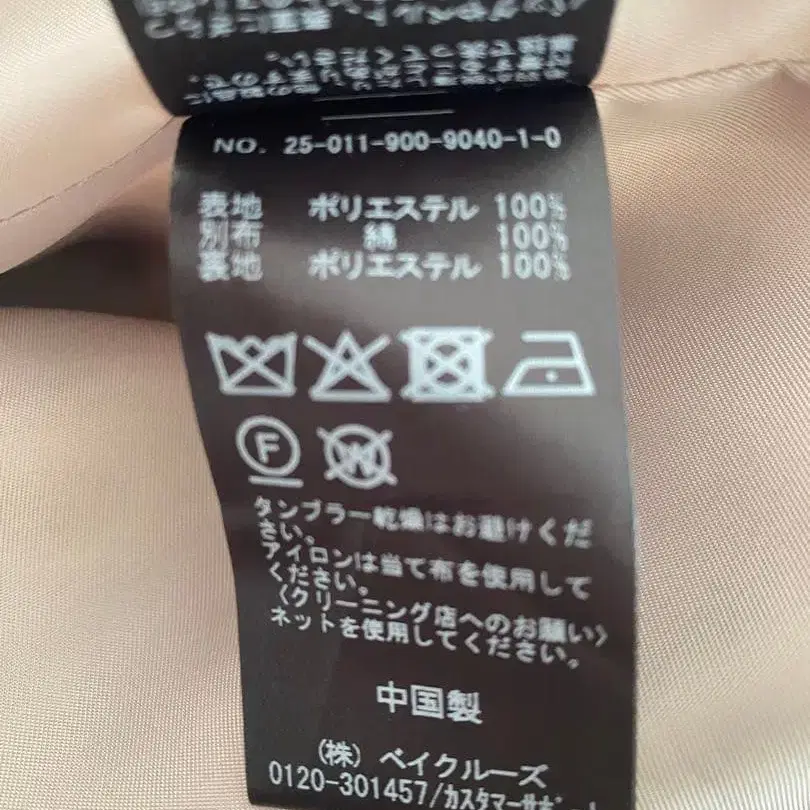 NO. 25-011-900-9040-1-0
表地 ポリエステル 100%
別布 綿 100%
裏地 ポリエステル 100%
F
W
タンブラー乾燥はお避けくだ
さい。
アイロンは当て布を使用して
ください。
〈クリーニング店へのお願い〉
ネットを使用してください。
中国製
(株) ベイクルーズ
0120-301457/カスタマーサポート